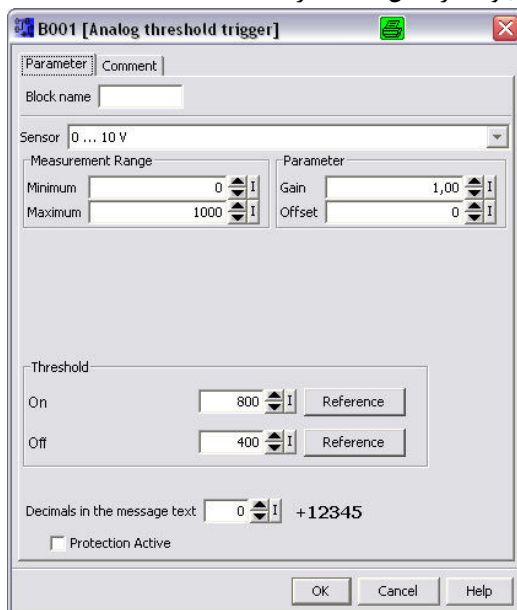 B001 [Analog threshold trigger]
Parameter Comment
Block name
Sensor 0 ... 10 V
Measurement Range Parameter
Minimum 0 I Gain 1,00 I
Maximum 1000 I Offset 0 I
Threshold
On 800 I Reference
Off 400 I Reference
Decimals in the message text 0 I +12345
Protection Active
OK Cancel Help